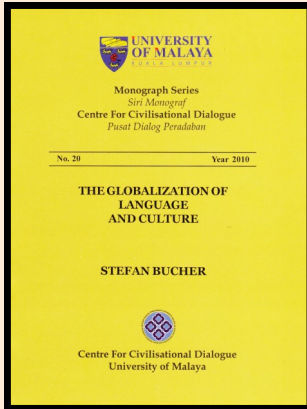 UNIVERSITY
OF MALAYA
KUALA LUMPUR
Monograph Series
Siri Monograf
Centre For Civilisational Dialogue
Pusat Dialog Peradaban
No. 20 Year 2010
THE GLOBALIZATION OF
LANGUAGE
AND CULTURE
STEFAN BUCHER
Centre For Civilisational Dialogue
University of Malaya